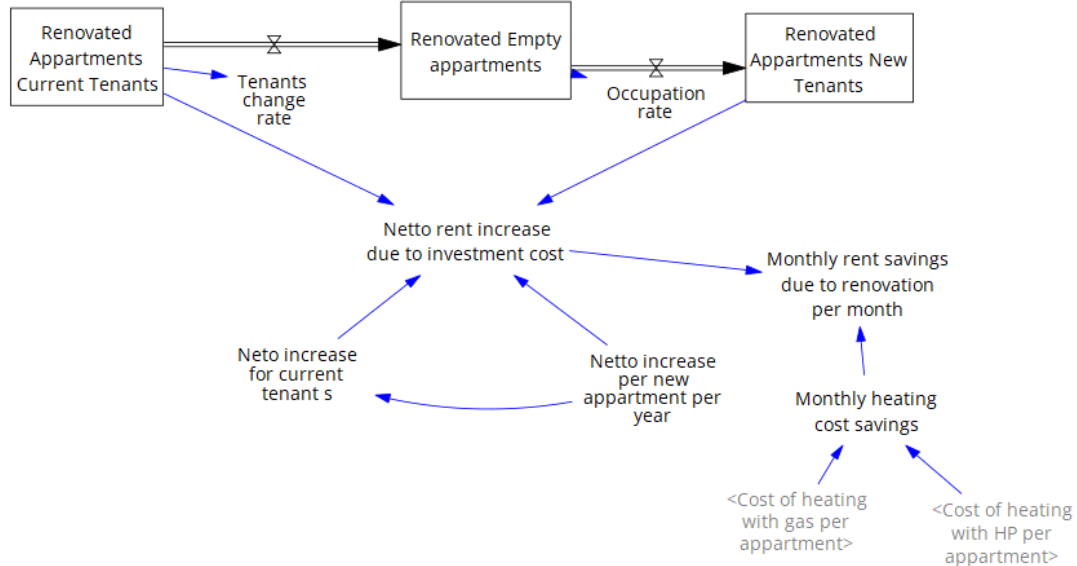 Renovated
Appartments
Current Tenants
Renovated Empty
appartments
Renovated
Appartments New
Tenants
Tenants
change
rate
Occupation
rate
Netto rent increase
due to investment cost
Monthly rent savings
due to renovation
per month
Neto increase
for current
tenant s
Netto increase
per new
appartment per
year
Monthly heating
cost savings
<Cost of heating
with gas per
appartment>
<Cost of heating
with HP per
appartment>